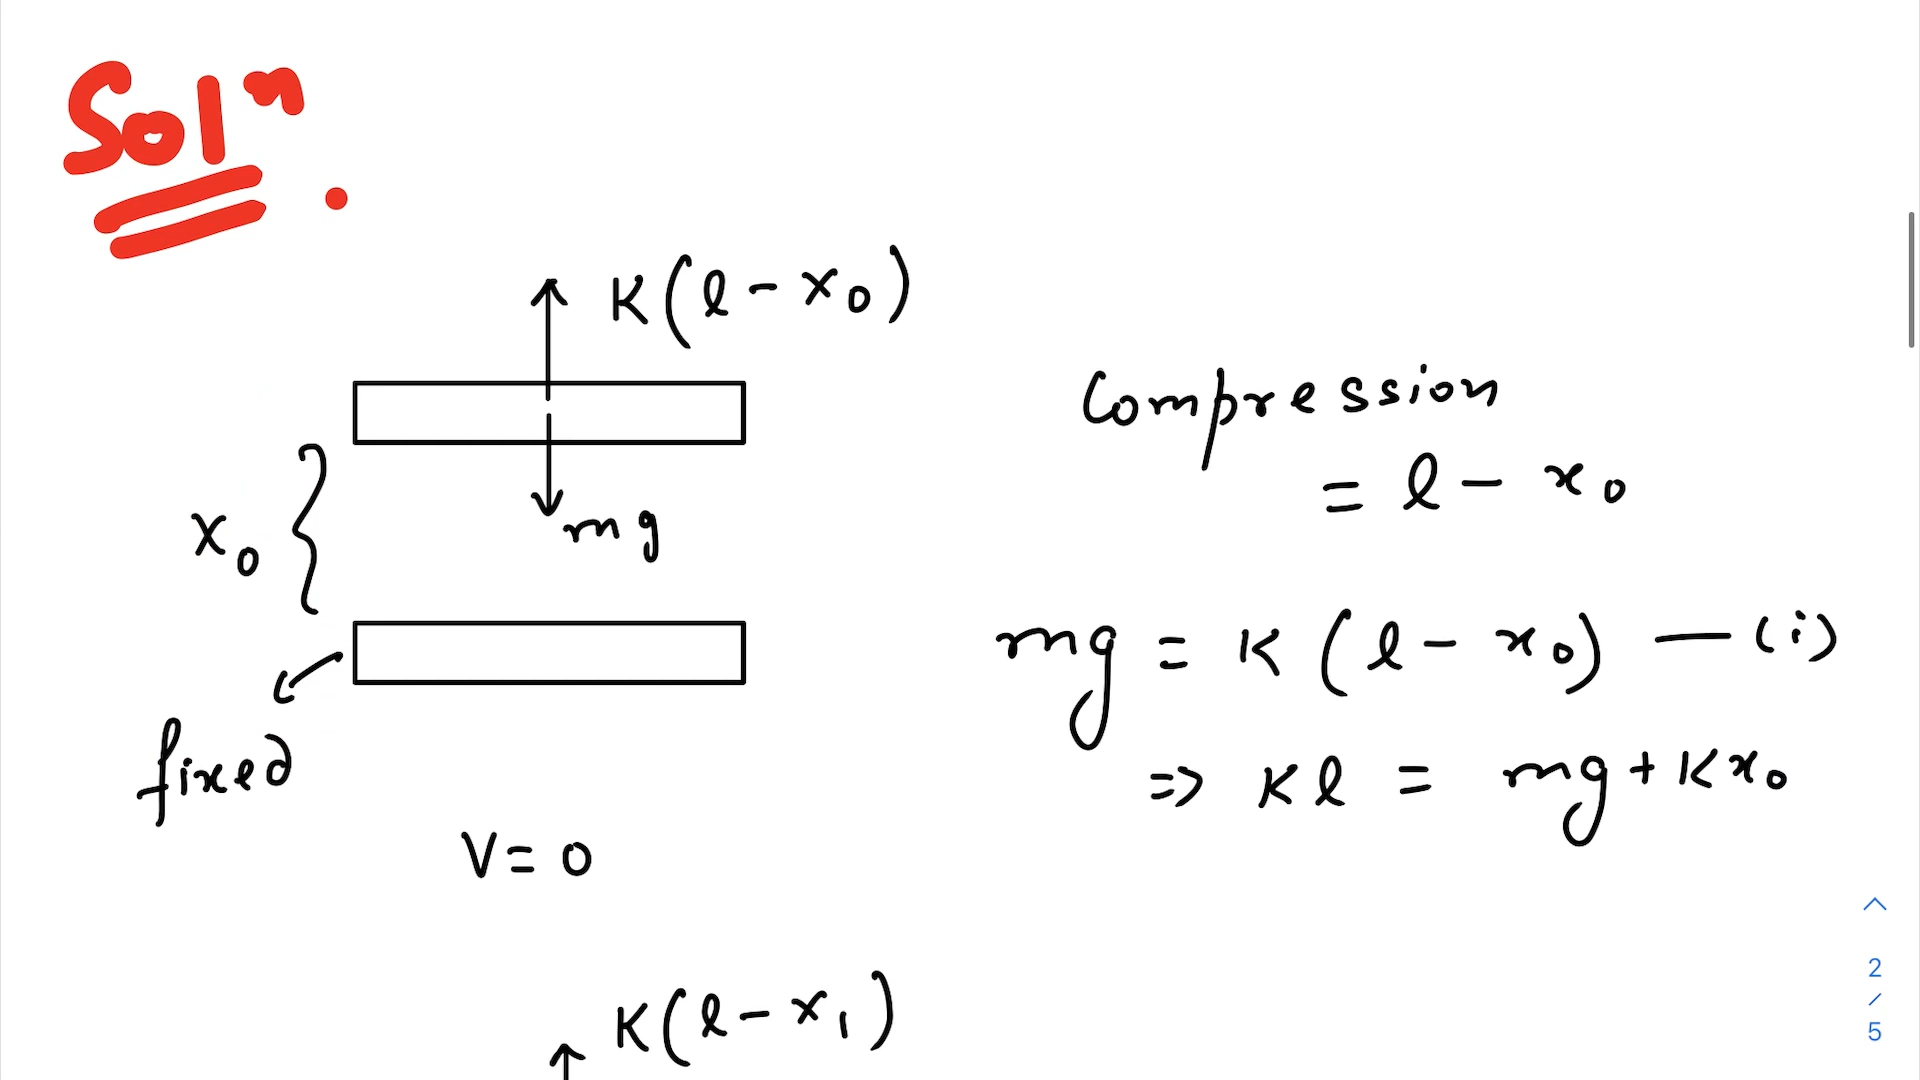 Solⁿ.
K(l - x₀)
Compression
= l - x₀
mg
x₀
mg = K (l - x₀) — (i)
fixed
=> Kl = mg + Kx₀
V = 0
K(l - x₁)
2
/
5